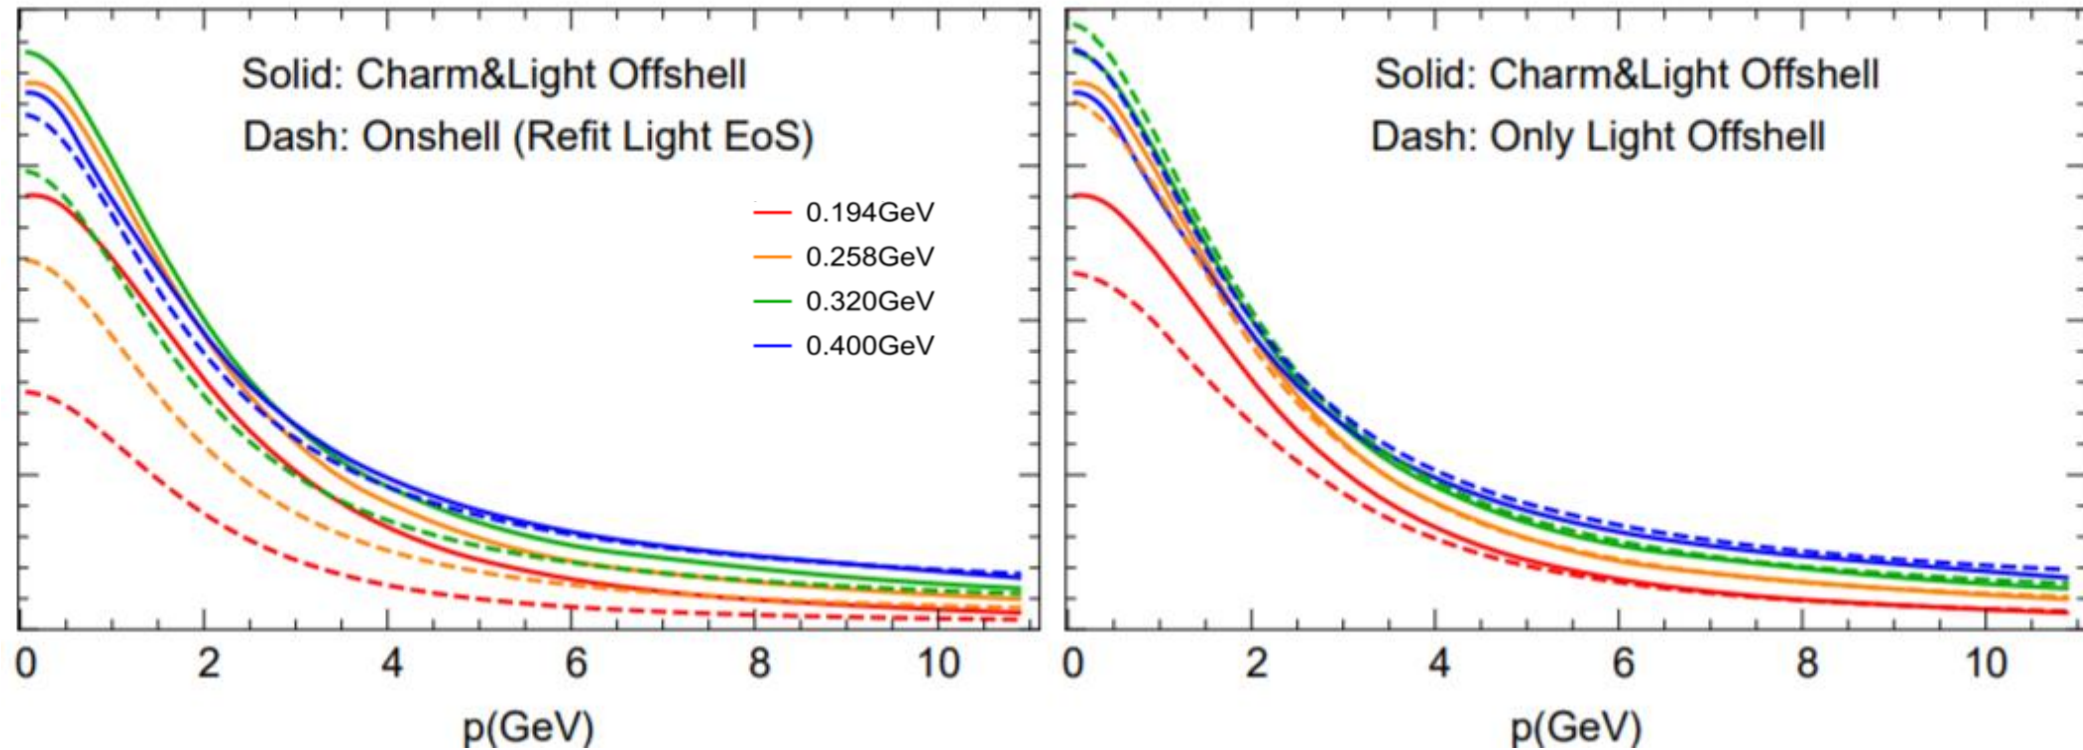 Solid: Charm&Light Offshell
Dash: Onshell (Refit Light EoS)
0.194GeV
0.258GeV
0.320GeV
0.400GeV
0 2 4 6 8 10
p(GeV)
Solid: Charm&Light Offshell
Dash: Only Light Offshell
0 2 4 6 8 10
p(GeV)